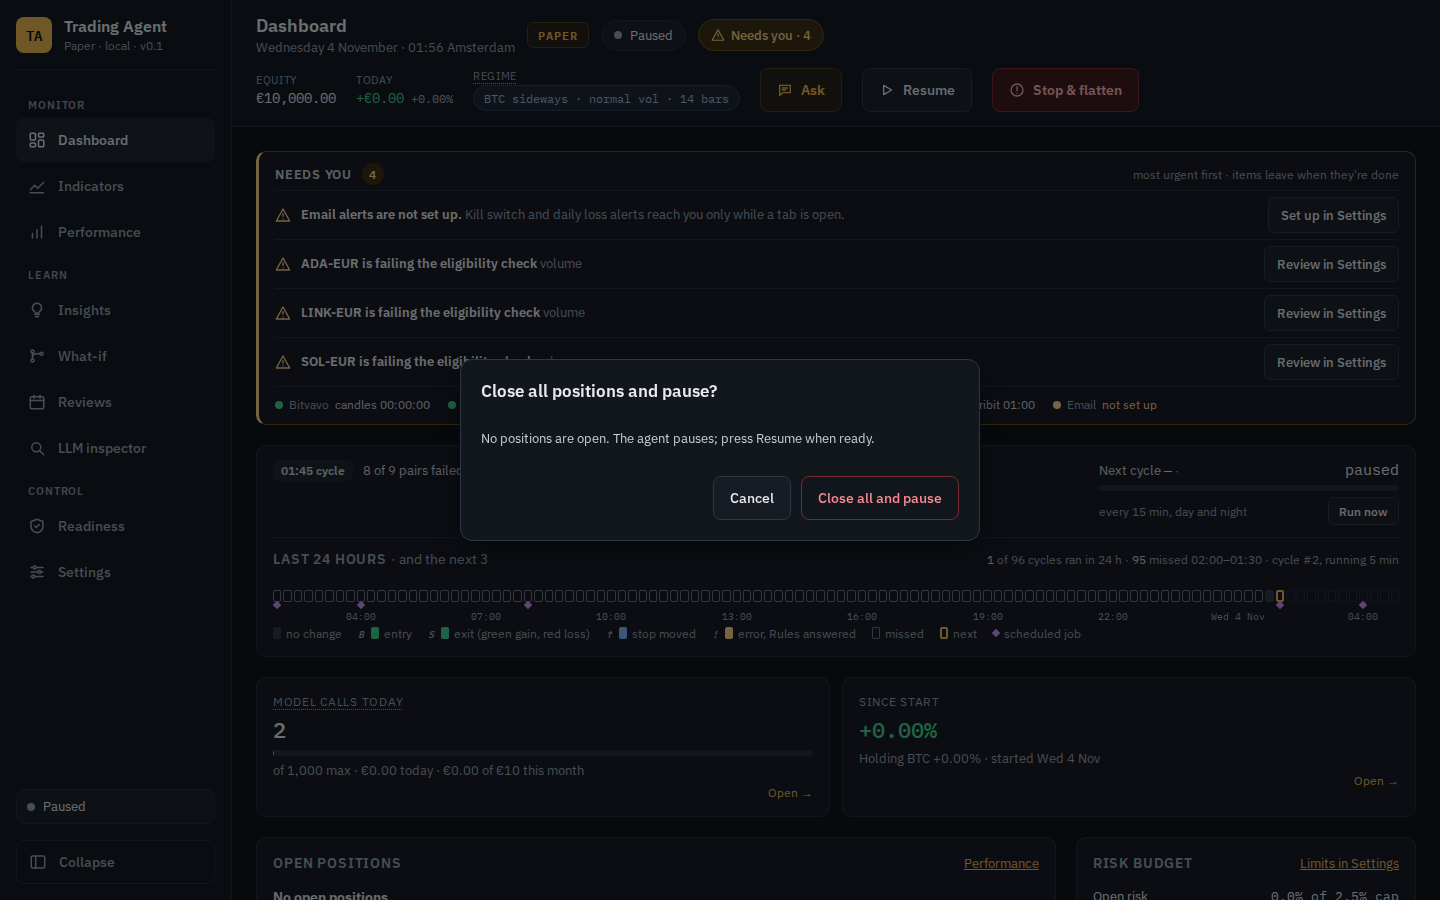 TA
Trading Agent
Paper · local · v0.1
MONITOR
Dashboard
Indicators
Performance
LEARN
Insights
What-if
Reviews
LLM inspector
CONTROL
Readiness
Settings
Paused
Collapse
Dashboard
Wednesday 4 November · 01:56 Amsterdam
PAPER
Paused
Needs you · 4
EQUITY
€10,000.00
TODAY
+€0.00 +0.00%
REGIME
BTC sideways · normal vol · 14 bars
Ask
Resume
Stop & flatten
NEEDS YOU 4
most urgent first · items leave when they're done
Email alerts are not set up. Kill switch and daily loss alerts reach you only while a tab is open.
Set up in Settings
ADA-EUR is failing the eligibility check volume
Review in Settings
LINK-EUR is failing the eligibility check volume
Review in Settings
SOL-EUR is failing the
Review in Settings
Bitvavo candles 00:00:00
01:00
Email not set up
Close all positions and pause?
No positions are open. The agent pauses; press Resume when ready.
Cancel
Close all and pause
01:45 cycle
8 of 9 pairs failed
Next cycle — ·
paused
every 15 min, day and night
Run now
LAST 24 HOURS · and the next 3
1 of 96 cycles ran in 24 h · 95 missed 02:00–01:30 · cycle #2, running 5 min
04:00 07:00 10:00 13:00 16:00 19:00 22:00 Wed 4 Nov 04:00
no change B entry S exit (green gain, red loss) ↑ stop moved ! error, Rules answered missed next scheduled job
MODEL CALLS TODAY
2
of 1,000 max · €0.00 today · €0.00 of €10 this month
Open →
SINCE START
+0.00%
Holding BTC +0.00% · started Wed 4 Nov
Open →
OPEN POSITIONS
Performance
No open positions
RISK BUDGET
Limits in Settings
Open risk
0.0% of 2.5% cap